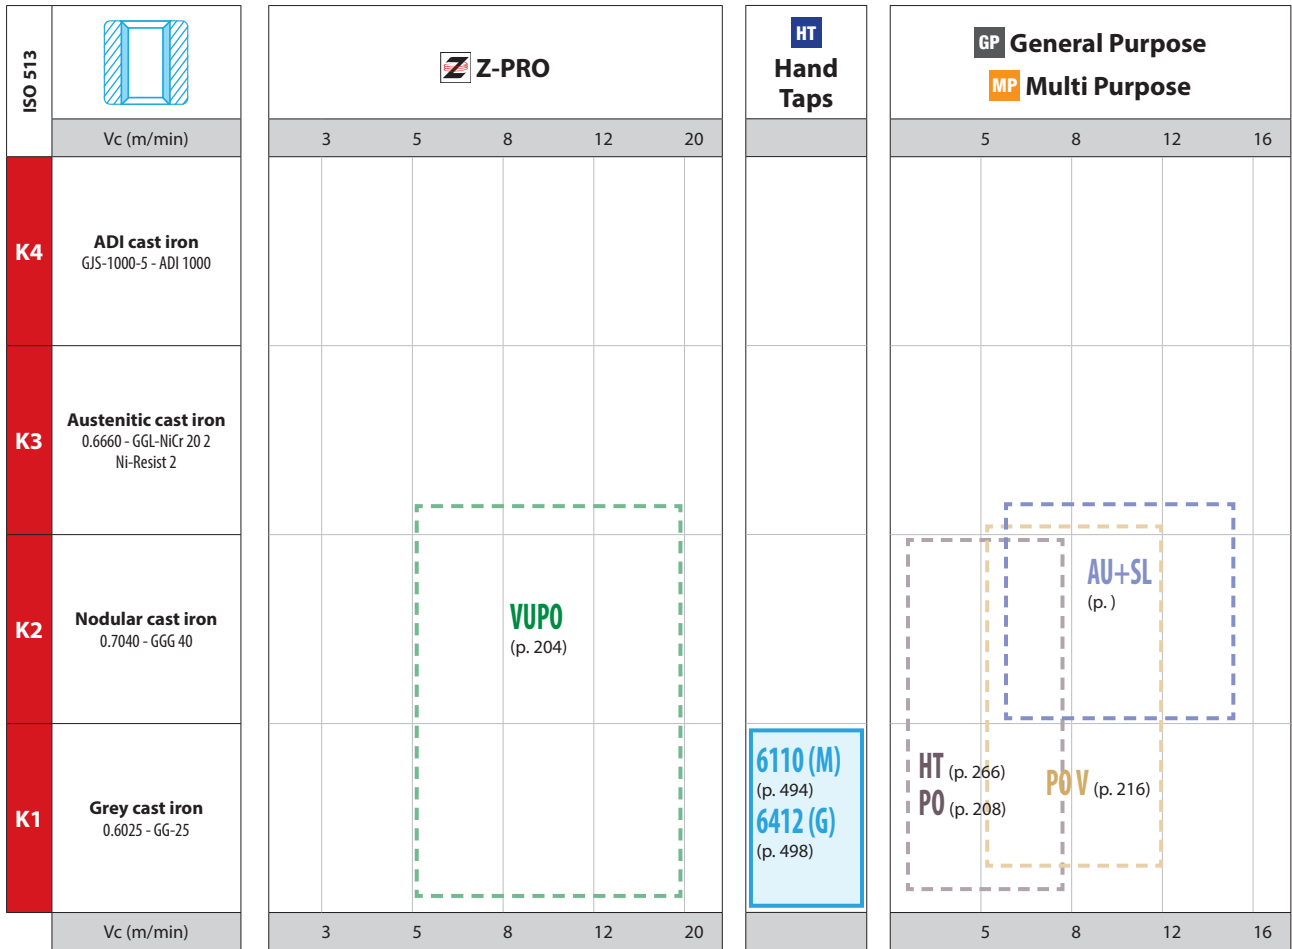 ISO 513
Z-PRO
HT
Hand
Taps
GP General Purpose
MP Multi Purpose
Vc (m/min)
3 5 8 12 20
5 8 12 16
K4
ADI cast iron
GJS-1000-5 - ADI 1000
K3
Austenitic cast iron
0.6660 - GGL-NiCr 20 2
Ni-Resist 2
K2
Nodular cast iron
0.7040 - GGG 40
VUPO
(p. 204)
AU+SL
(p. )
K1
Grey cast iron
0.6025 - GG-25
6110 (M)
(p. 494)
6412 (G)
(p. 498)
HT (p. 266)
PO (p. 208)
PO V (p. 216)
Vc (m/min)
3 5 8 12 20
5 8 12 16